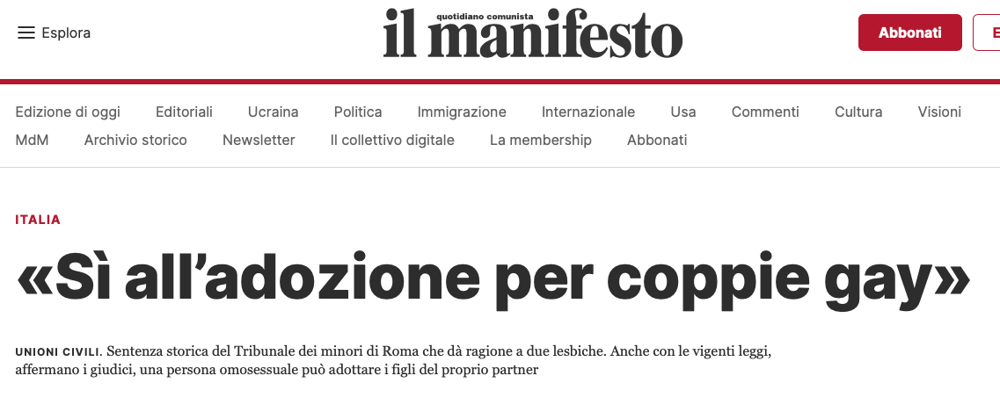 Esplora
quotidiano comunista
il manifesto
Abbonati
E
Edizione di oggi Editoriali Ucraina Politica Immigrazione Internazionale Usa Commenti Cultura Visioni
MdM Archivio storico Newsletter Il collettivo digitale La membership Abbonati
ITALIA
«Sì all’adozione per coppie gay»
UNIONI CIVILI. Sentenza storica del Tribunale dei minori di Roma che dà ragione a due lesbiche. Anche con le vigenti leggi,
affermano i giudici, una persona omosessuale può adottare i figli del proprio partner